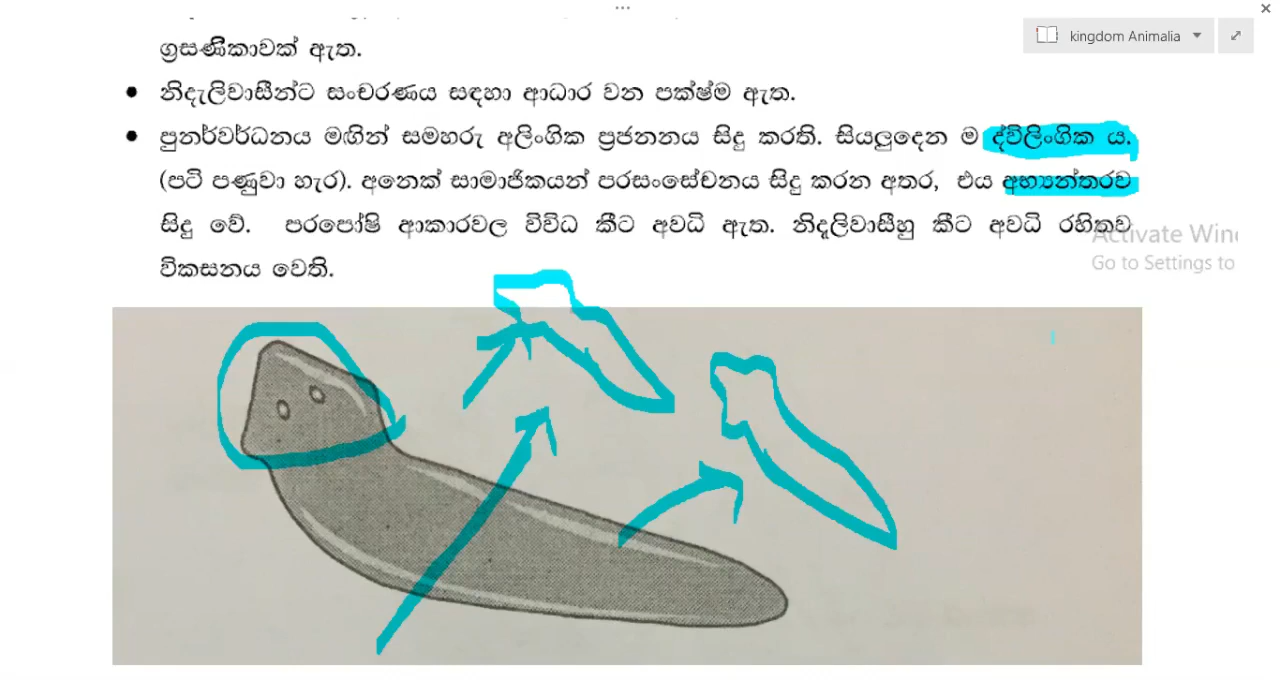 kingdom Animalia
ග්‍රසණිකාවක් ඇත.
● නිදැලිවාසීන්ට සංචරණය සඳහා ආධාර වන පක්ෂ්ම ඇත.
● පුනර්වර්ධනය මඟින් සමහරු අලිංගික ප්‍රජනනය සිදු කරති. සියලුදෙන ම ද්විලිංගික ය.
(පටි පණුවා හැර). අනෙක් සාමාජිකයන් පරසංසේචනය සිදු කරන අතර, එය අභ්‍යන්තරව
සිදු වේ. පරපෝෂි ආකාරවල විවිධ කීට අවධි ඇත. නිදැලිවාසීහු කීට අවධි රහිතව
Activate Win
Go to Settings to
විකසනය වෙති.